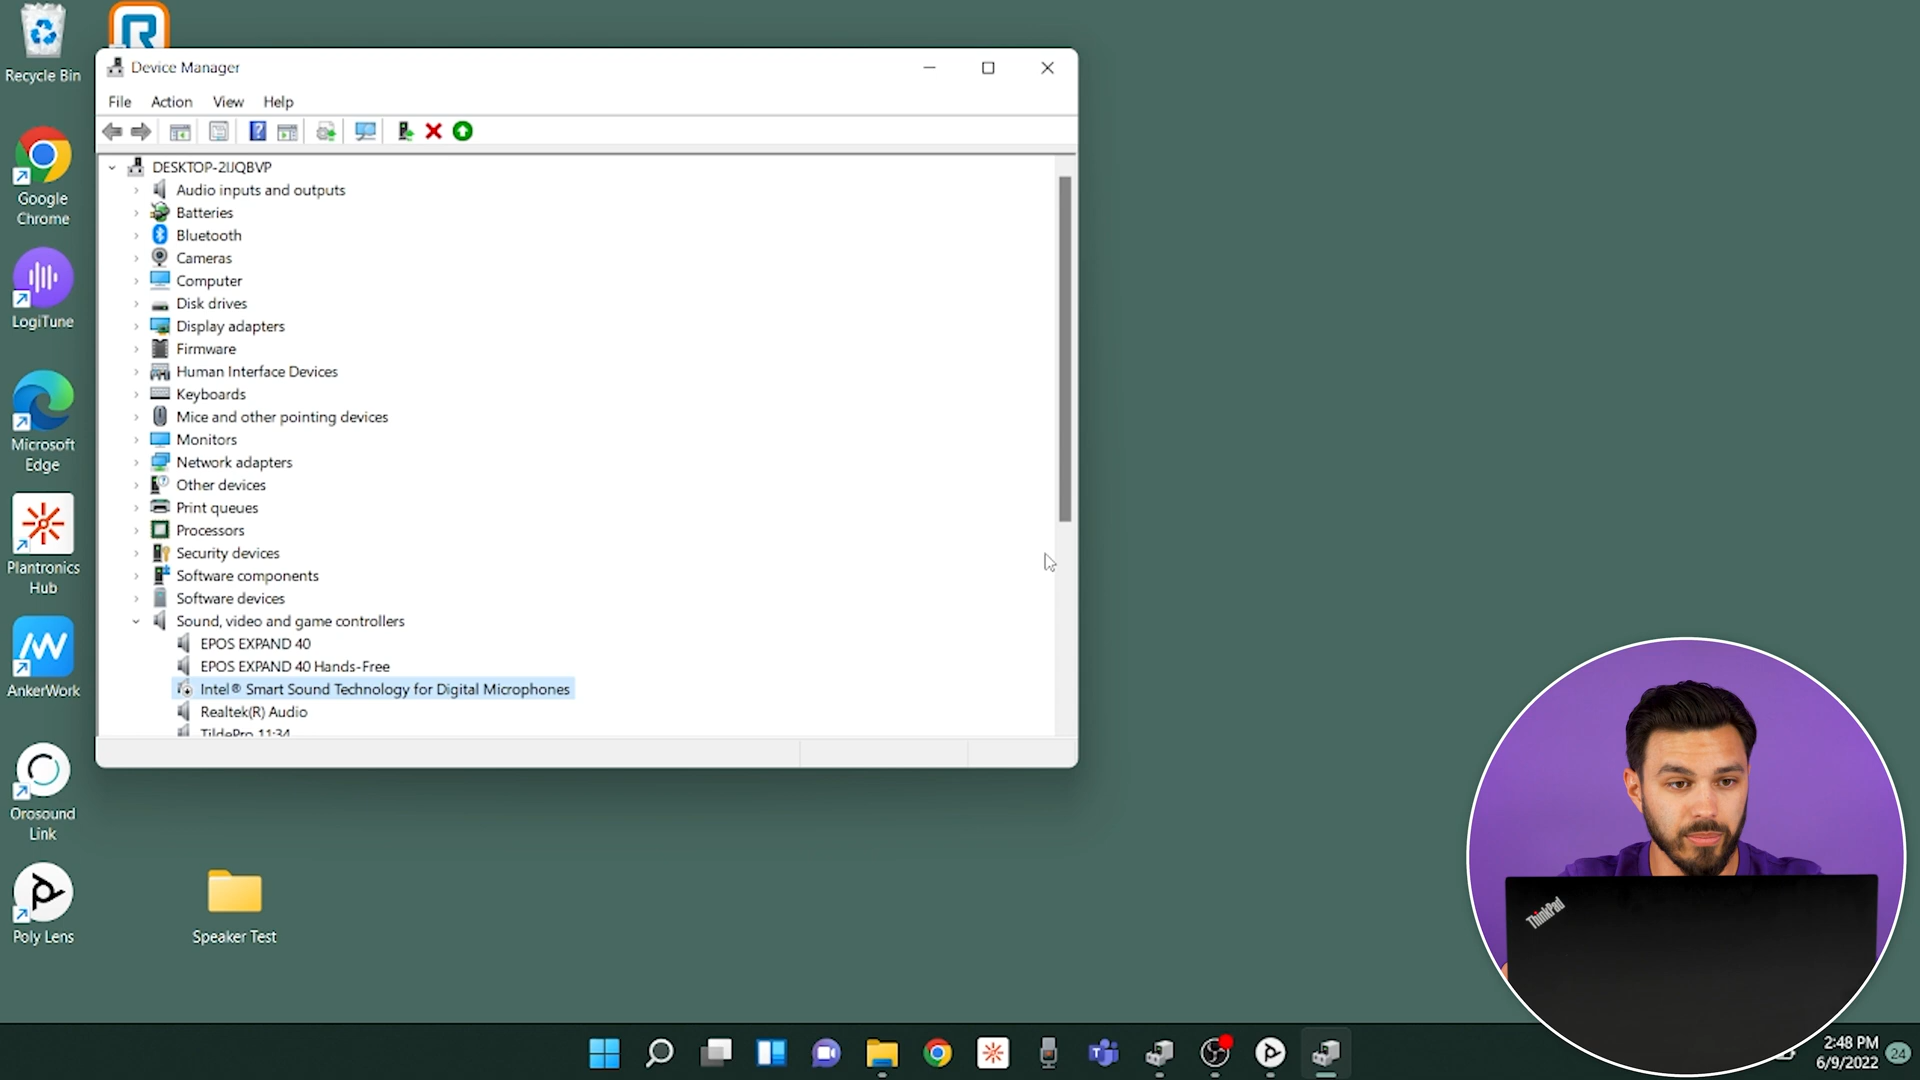 Recycle Bin
Google
Chrome
LogiTune
Microsoft
Edge
Plantronics
Hub
AnkerWork
Orosound
Link
Poly Lens
Speaker Test
Device Manager
File Action View Help
DESKTOP-2IJQBVP
Audio inputs and outputs
Batteries
Bluetooth
Cameras
Computer
Disk drives
Display adapters
Firmware
Human Interface Devices
Keyboards
Mice and other pointing devices
Monitors
Network adapters
Other devices
Print queues
Processors
Security devices
Software components
Software devices
Sound, video and game controllers
EPOS EXPAND 40
EPOS EXPAND 40 Hands-Free
Intel® Smart Sound Technology for Digital Microphones
Realtek(R) Audio
TildePro 11:34
ThinkPad
2:48 PM
6/9/2022
24